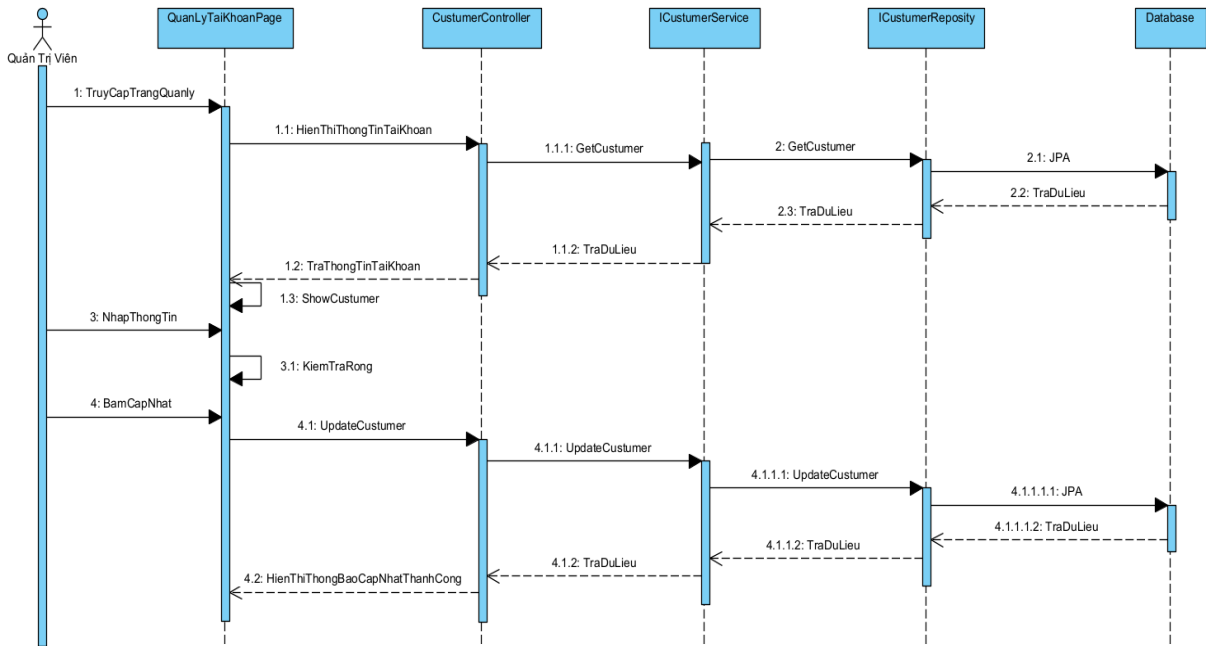 QuanLyTaiKhoanPage
CustumerController
ICustumerService
ICustumerReposity
Database
Quản Trị Viên
1: TruyCapTrangQuanly
1.1: HienThiThongTinTaiKhoan
1.1.1: GetCustumer
2: GetCustumer
2.1: JPA
2.2: TraDuLieu
2.3: TraDuLieu
1.1.2: TraDuLieu
1.2: TraThongTinTaiKhoan
1.3: ShowCustumer
3: NhapThongTin
3.1: KiemTraRong
4: BamCapNhat
4.1: UpdateCustumer
4.1.1: UpdateCustumer
4.1.1.1: UpdateCustumer
4.1.1.1.1: JPA
4.1.1.1.2: TraDuLieu
4.1.1.2: TraDuLieu
4.1.2: TraDuLieu
4.2: HienThiThongBaoCapNhatThanhCong